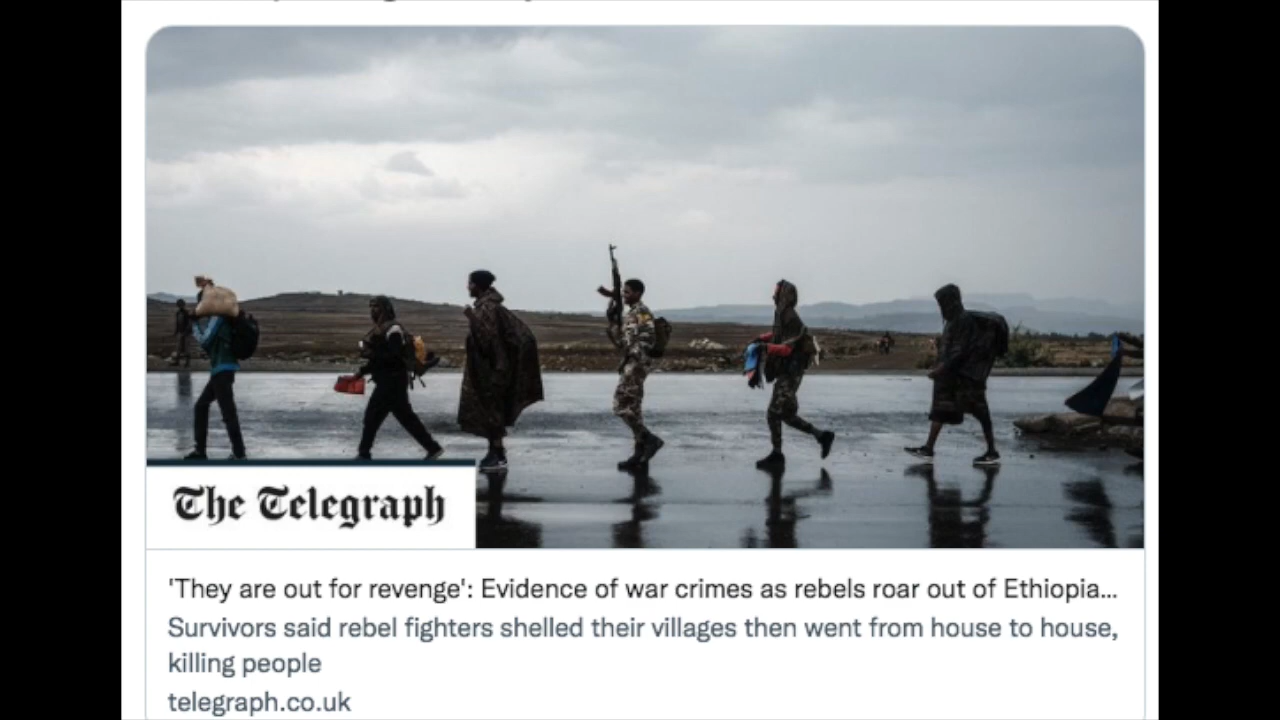 The Telegraph
'They are out for revenge': Evidence of war crimes as rebels roar out of Ethiopia...
Survivors said rebel fighters shelled their villages then went from house to house,
killing people
telegraph.co.uk